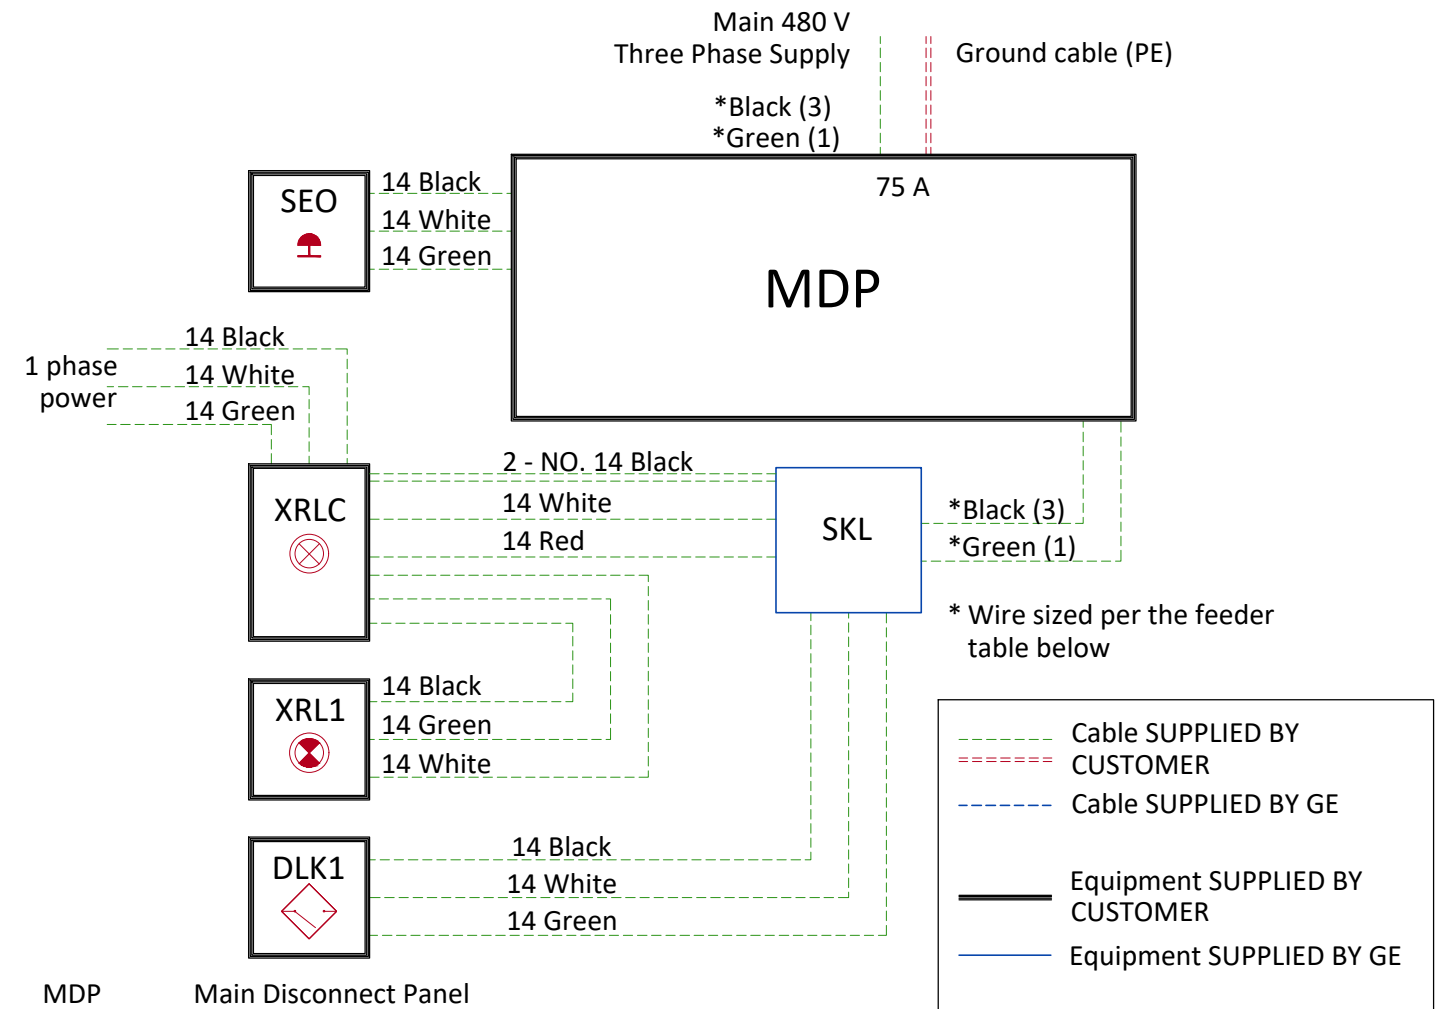 Main 480 V
Three Phase Supply
Ground cable (PE)
*Black (3)
*Green (1)
75 A
MDP
SEO
14 Black
14 White
14 Green
1 phase
power
14 Black
14 White
14 Green
XRLC
2 - NO. 14 Black
14 White
14 Red
SKL
*Black (3)
*Green (1)
* Wire sized per the feeder
table below
XRL1
14 Black
14 Green
14 White
DLK1
14 Black
14 White
14 Green
Cable SUPPLIED BY
CUSTOMER
Cable SUPPLIED BY GE
Equipment SUPPLIED BY
CUSTOMER
Equipment SUPPLIED BY GE
MDP Main Disconnect Panel